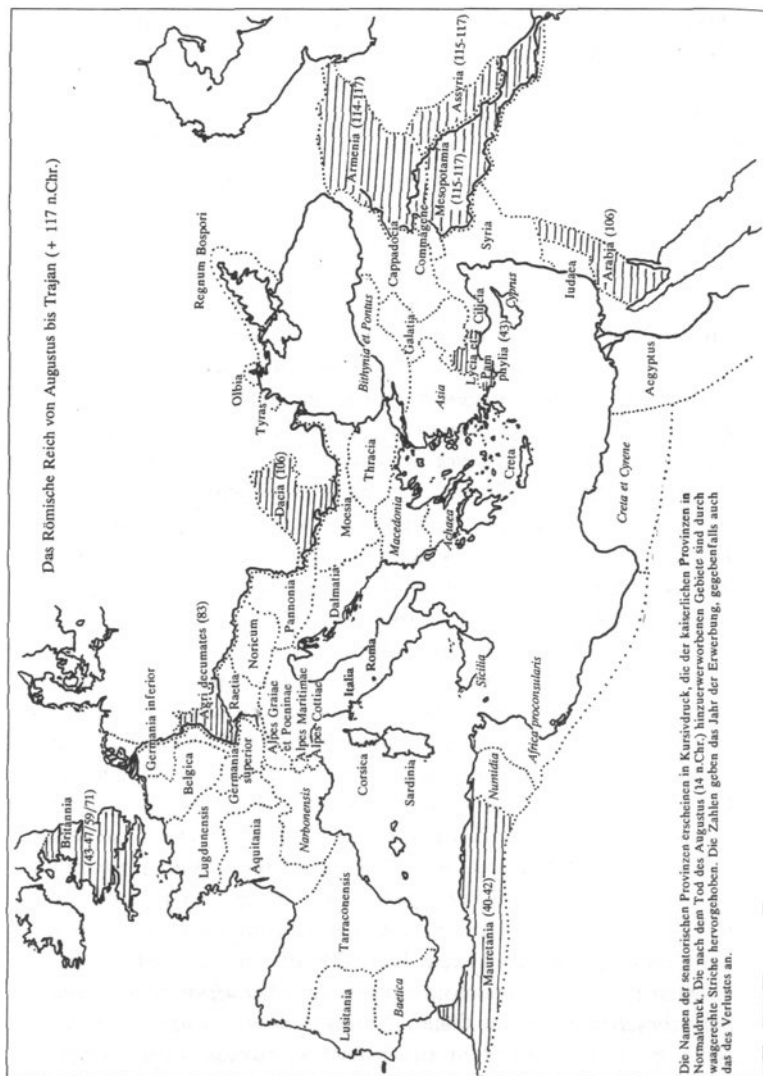 Das Römische Reich von Augustus bis Trajan (+ 117 n.Chr.)
Britannia
(43-47/59/71)
Germania inferior
Belgica
Lugdunensis
Germania
superior
Agri decumates (83)
Raetia
Noricum
Aquitania
Alpes Graiae
et Poeninae
Alpes Maritimae
Alpes Cottiae
Narbonensis
Tarraconensis
Lusitania
Baetica
Corsica
Sardinia
Italia
Roma
Sicilia
Pannonia
Dalmatia
Dacia (106)
Moesia
Thracia
Macedonia
Achaea
Creta
Tyras
Olbia
Regnum Bospori
Bithynia et Pontus
Asia
Galatia
Cappadocia
Commagene
Lycia et
Pam
phylia (43)
Cilicia
Cyprus
Armenia (114-117)
Assyria (115-117)
Mesopotamia
(115-117)
Syria
Iudaea
Arabia (106)
Aegyptus
Creta et Cyrene
Africa proconsularis
Numidia
Mauretania (40-42)
Die Namen der senatorischen Provinzen erscheinen in Kursivdruck, die der kaiserlichen Provinzen in
Normaldruck. Die nach dem Tod des Augustus (14 n.Chr.) hinzuerworbenen Gebiete sind durch
waagerechte Striche hervorgehoben. Die Zahlen geben das Jahr der Erwerbung, gegebenfalls auch
das des Verlustes an.